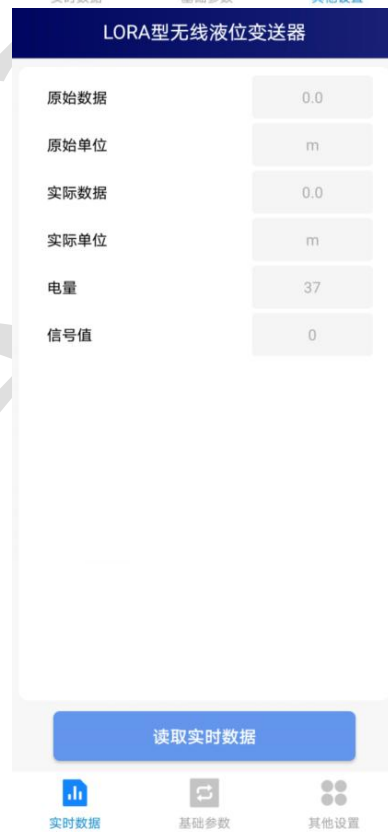 LORA型无线液位变送器
原始数据 0.0
原始单位 m
实际数据 0.0
实际单位 m
电量 37
信号值 0
读取实时数据
实时数据 基础参数 其他设置